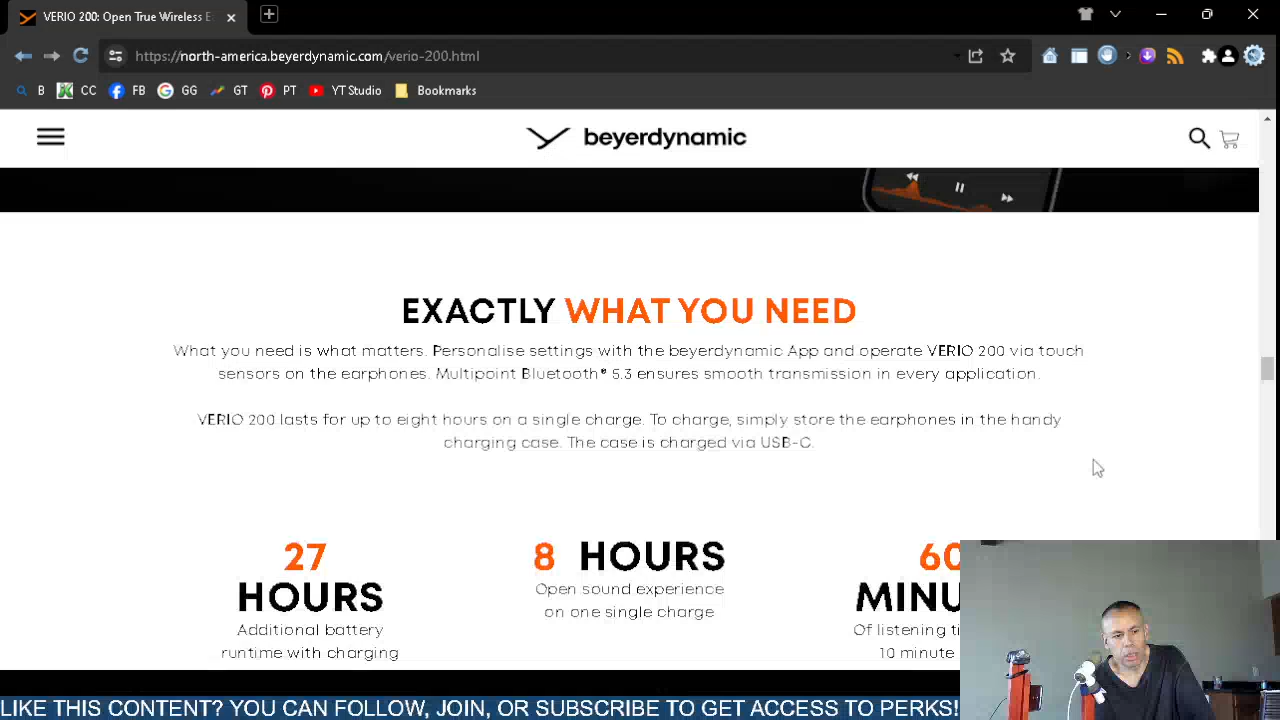 VERIO 200: Open True Wireless E
https://north-america.beyerdynamic.com/verio-200.html
B CC FB GG GT PT YT Studio Bookmarks
beyerdynamic
EXACTLY WHAT YOU NEED
What you need is what matters. Personalise settings with the beyerdynamic App and operate VERIO 200 via touch
sensors on the earphones. Multipoint Bluetooth® 5.3 ensures smooth transmission in every application.
VERIO 200 lasts for up to eight hours on a single charge. To charge, simply store the earphones in the handy
charging case. The case is charged via USB-C.
27
HOURS
Additional battery
runtime with charging
8 HOURS
Open sound experience
on one single charge
60
MINU
Of listening ti
10 minute
LIKE THIS CONTENT? YOU CAN FOLLOW, JOIN, OR SUBSCRIBE TO GET ACCESS TO PERKS!